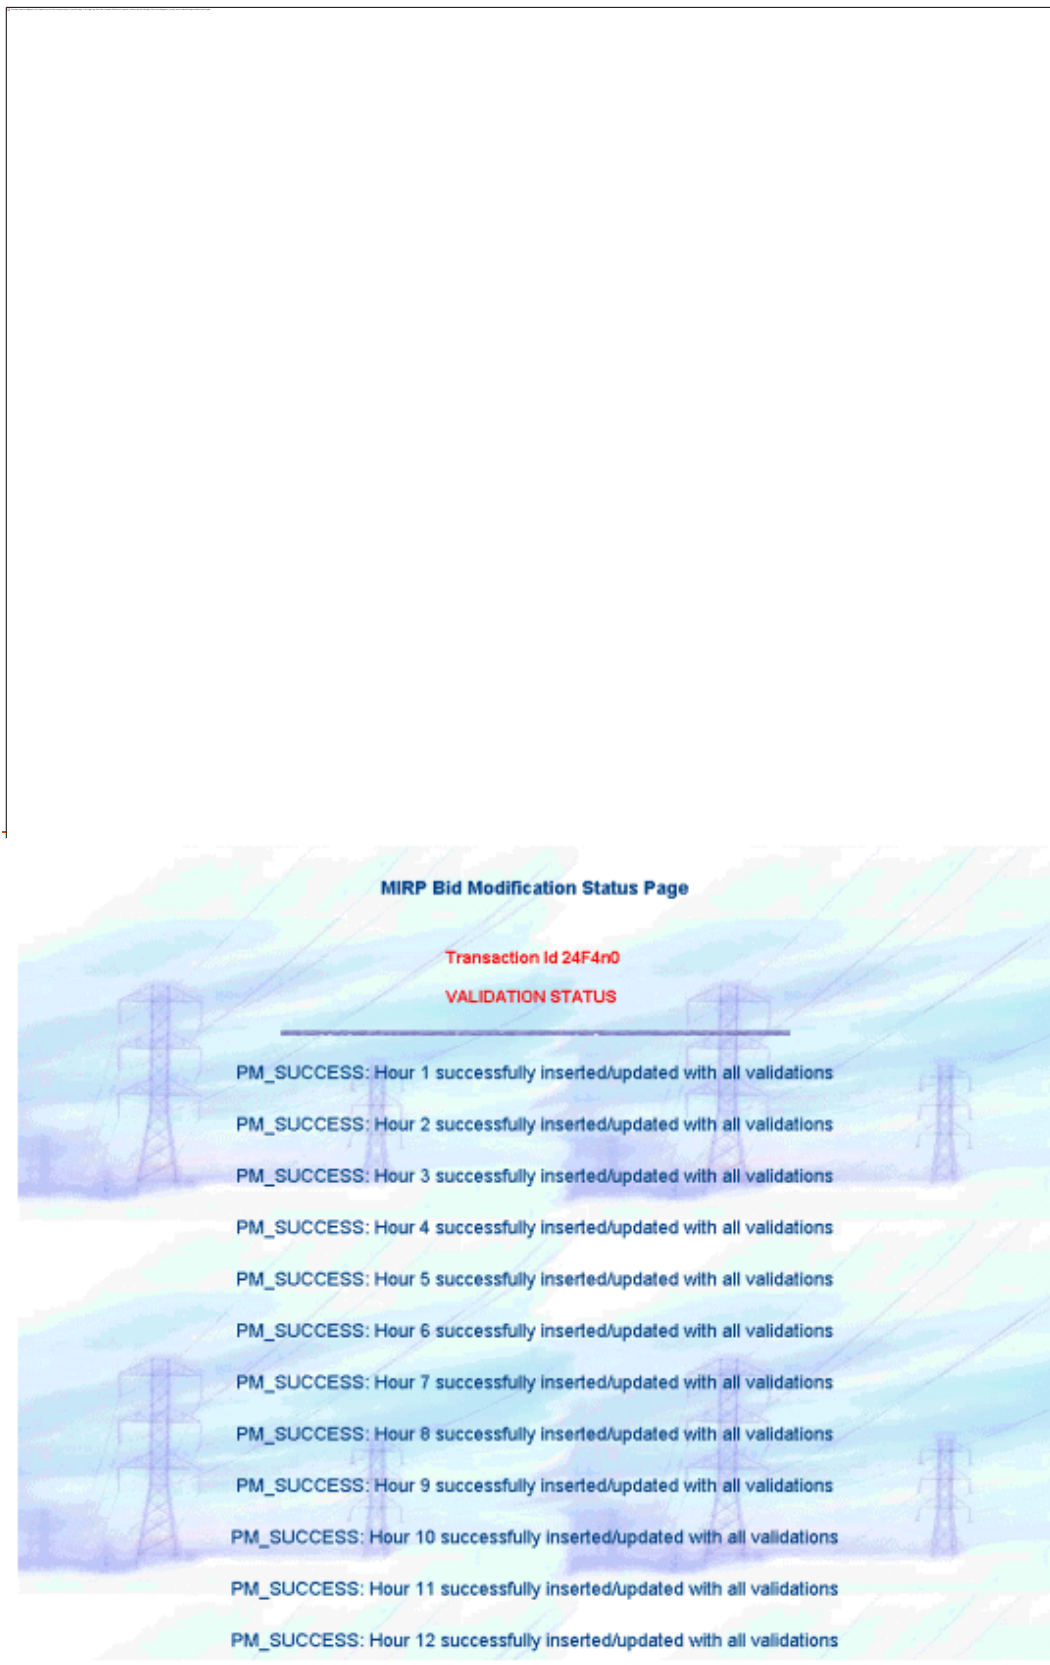 MIRP Bid Modification Status Page
Transaction Id 24F4n0
VALIDATION STATUS
PM_SUCCESS: Hour 1 successfully inserted/updated with all validations
PM_SUCCESS: Hour 2 successfully inserted/updated with all validations
PM_SUCCESS: Hour 3 successfully inserted/updated with all validations
PM_SUCCESS: Hour 4 successfully inserted/updated with all validations
PM_SUCCESS: Hour 5 successfully inserted/updated with all validations
PM_SUCCESS: Hour 6 successfully inserted/updated with all validations
PM_SUCCESS: Hour 7 successfully inserted/updated with all validations
PM_SUCCESS: Hour 8 successfully inserted/updated with all validations
PM_SUCCESS: Hour 9 successfully inserted/updated with all validations
PM_SUCCESS: Hour 10 successfully inserted/updated with all validations
PM_SUCCESS: Hour 11 successfully inserted/updated with all validations
PM_SUCCESS: Hour 12 successfully inserted/updated with all validations